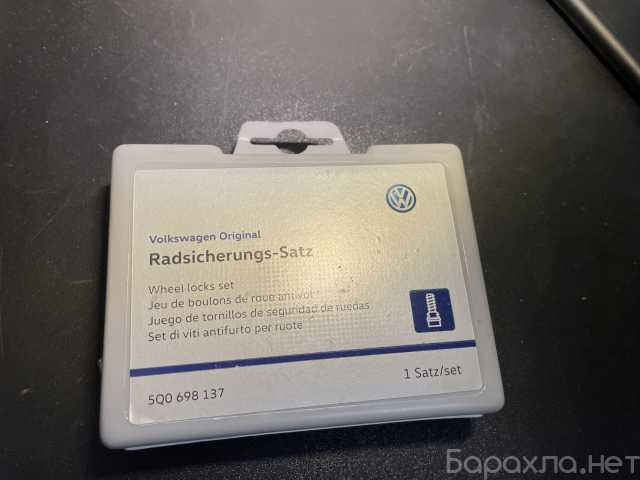 Volkswagen Original
Radsicherungs-Satz
Wheel locks set
Jeu de boulons de roue antivol
Juego de tornillos de seguridad de ruedas
Set di viti antifurto per ruote
5Q0 698 137
1 Satz/set
Барахла.нет